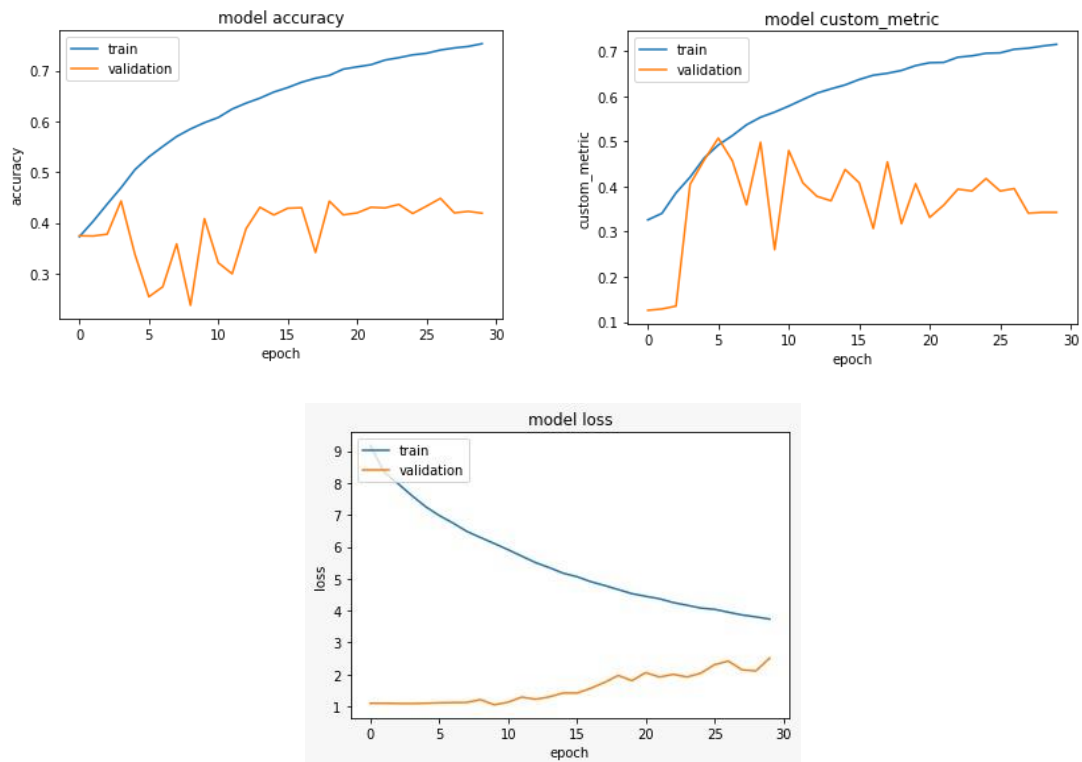 model accuracy
train
validation
0.7
0.6
0.5
0.4
0.3
accuracy
0 5 10 15 20 25 30
epoch
model custom_metric
train
validation
0.7
0.6
0.5
0.4
0.3
0.2
0.1
custom_metric
0 5 10 15 20 25 30
epoch
model loss
train
validation
9
8
7
6
5
4
3
2
1
loss
0 5 10 15 20 25 30
epoch